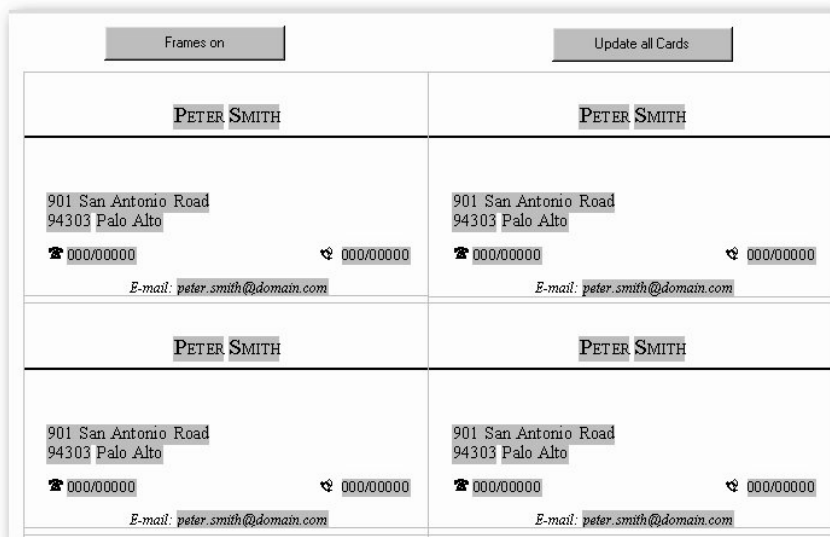 Frames on
Update all Cards
PETER SMITH
901 San Antonio Road
94303 Palo Alto
☎ 000/00000
000/00000
E-mail: peter.smith@domain.com
PETER SMITH
901 San Antonio Road
94303 Palo Alto
☎ 000/00000
000/00000
E-mail: peter.smith@domain.com
PETER SMITH
901 San Antonio Road
94303 Palo Alto
☎ 000/00000
000/00000
E-mail: peter.smith@domain.com
PETER SMITH
901 San Antonio Road
94303 Palo Alto
☎ 000/00000
000/00000
E-mail: peter.smith@domain.com